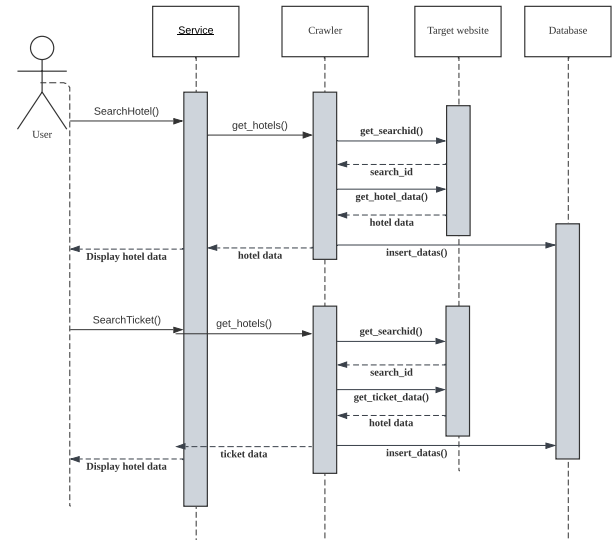 Service
Crawler
Target website
Database
User
SearchHotel()
get_hotels()
get_searchid()
search_id
get_hotel_data()
hotel data
Display hotel data
hotel data
insert_datas()
SearchTicket()
get_hotels()
get_searchid()
search_id
get_ticket_data()
hotel data
ticket data
insert_datas()
Display hotel data